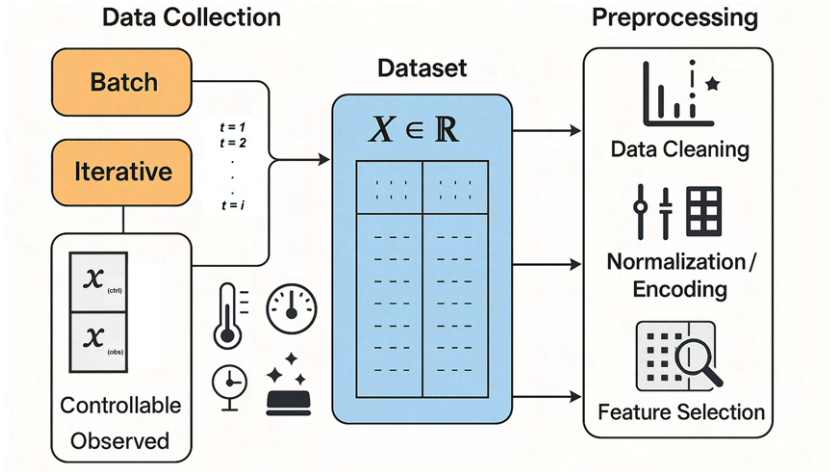 Data Collection
Batch
Iterative
t = 1
t = 2
.
.
.
t = i
x (ctrl)
x (obs)
Controllable
Observed
Dataset
X ∈ ℝ
Preprocessing
Data Cleaning
Normalization/
Encoding
Feature Selection